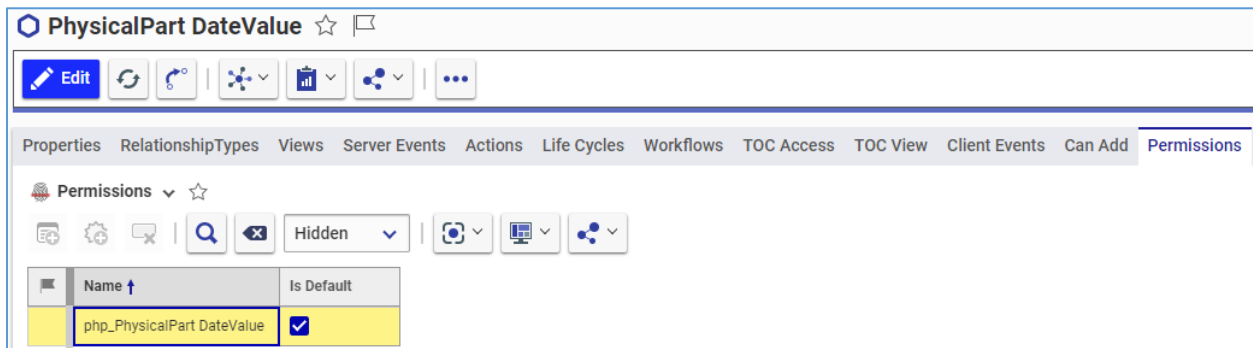 PhysicalPart DateValue
Edit
Properties RelationshipTypes Views Server Events Actions Life Cycles Workflows TOC Access TOC View Client Events Can Add Permissions
Permissions
Hidden
Name Is Default
php_PhysicalPart DateValue